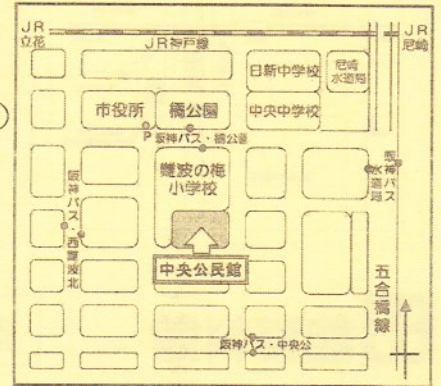 JR
立花
JR神戸線
JR
尼崎
日新中学校
尼崎
水道局
市役所
橘公園
中央中学校
P
阪神バス・橘公園
難波の梅
小学校
阪神バス・西難波北
阪神バス
水道局
中央公民館
五合橋線
阪神バス・中央公